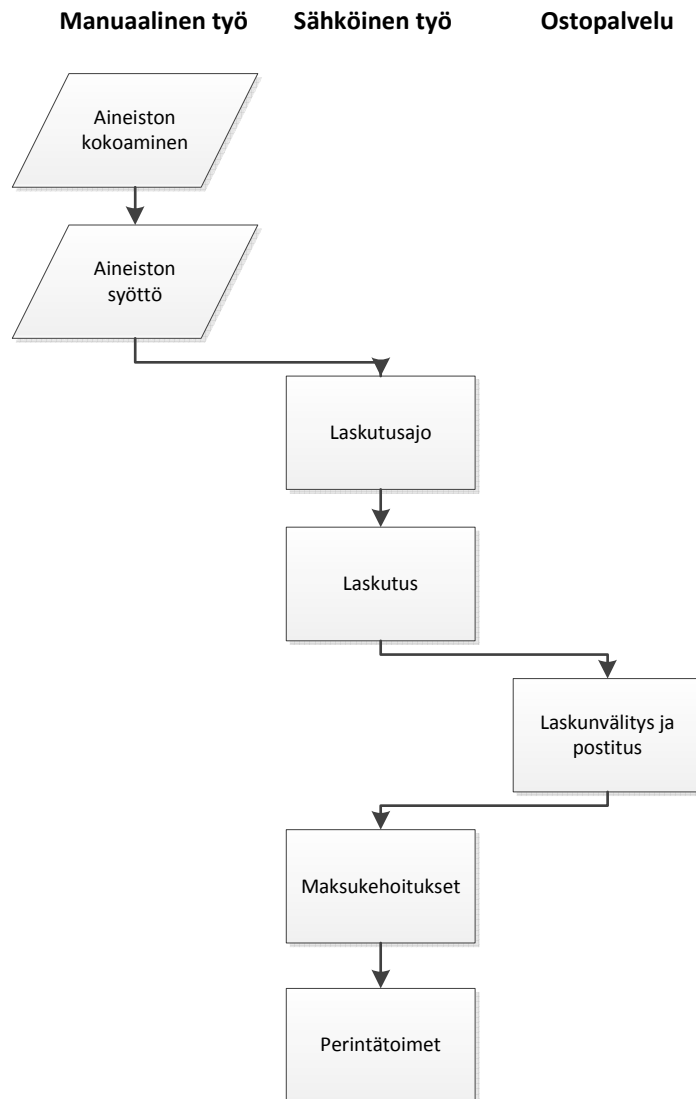 Manuaalinen työ
Sähköinen työ
Ostopalvelu
Aineiston
kokoaminen
Aineiston
syöttö
Laskutusajo
Laskutus
Laskunvälitys ja
postitus
Maksukehoitukset
Perintätoimet